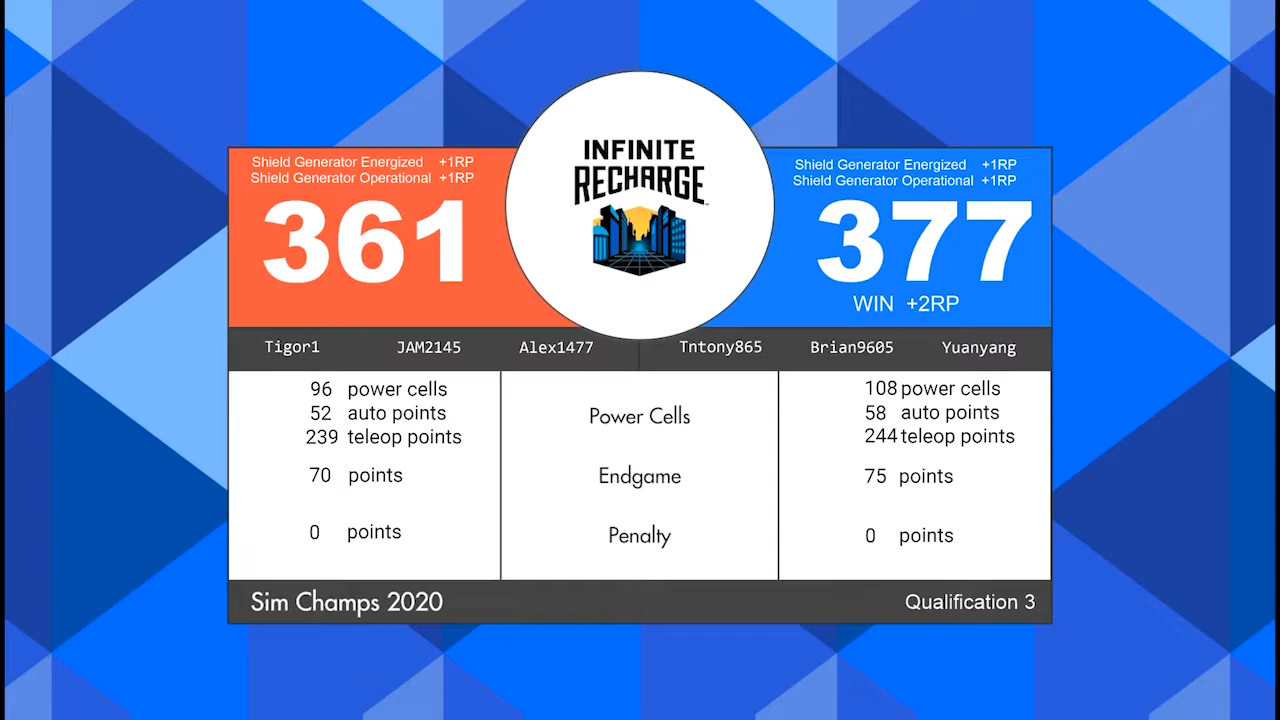 Shield Generator Energized +1RP
Shield Generator Operational +1RP
361
INFINITE
RECHARGE
Shield Generator Energized +1RP
Shield Generator Operational +1RP
377
WIN +2RP
Tigor1 JAM2145 Alex1477 Tntony865 Brian9605 Yuanyang
96 power cells
52 auto points
239 teleop points
70 points
0 points
Power Cells
Endgame
Penalty
108 power cells
58 auto points
244 teleop points
75 points
0 points
Sim Champs 2020
Qualification 3